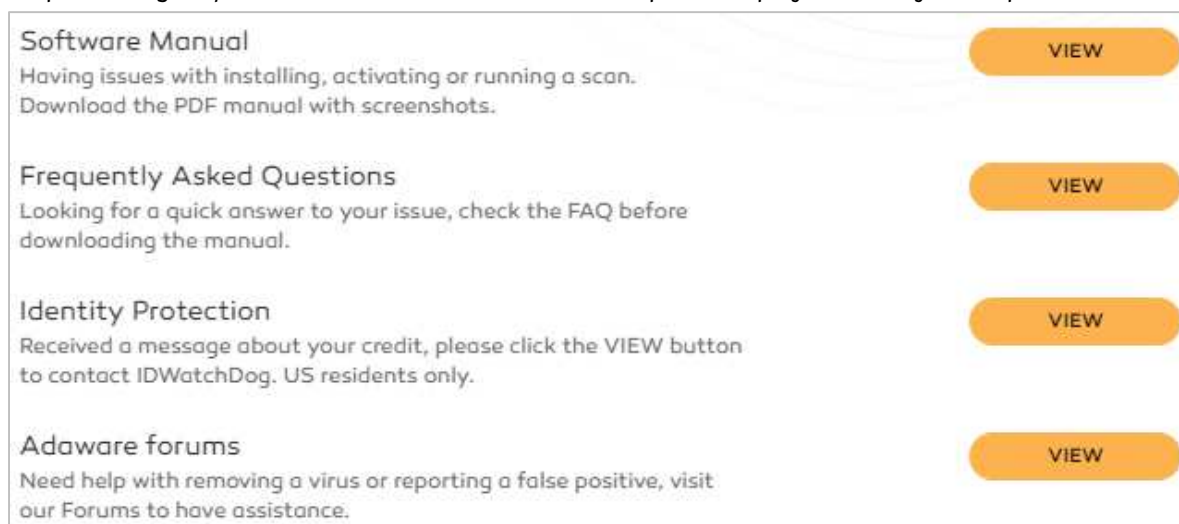 Software Manual
VIEW
Having issues with installing, activating or running a scan.
Download the PDF manual with screenshots.
Frequently Asked Questions
VIEW
Looking for a quick answer to your issue, check the FAQ before
downloading the manual.
Identity Protection
VIEW
Received a message about your credit, please click the VIEW button
to contact IDWatchDog. US residents only.
Adaware forums
VIEW
Need help with removing a virus or reporting a false positive, visit
our Forums to have assistance.